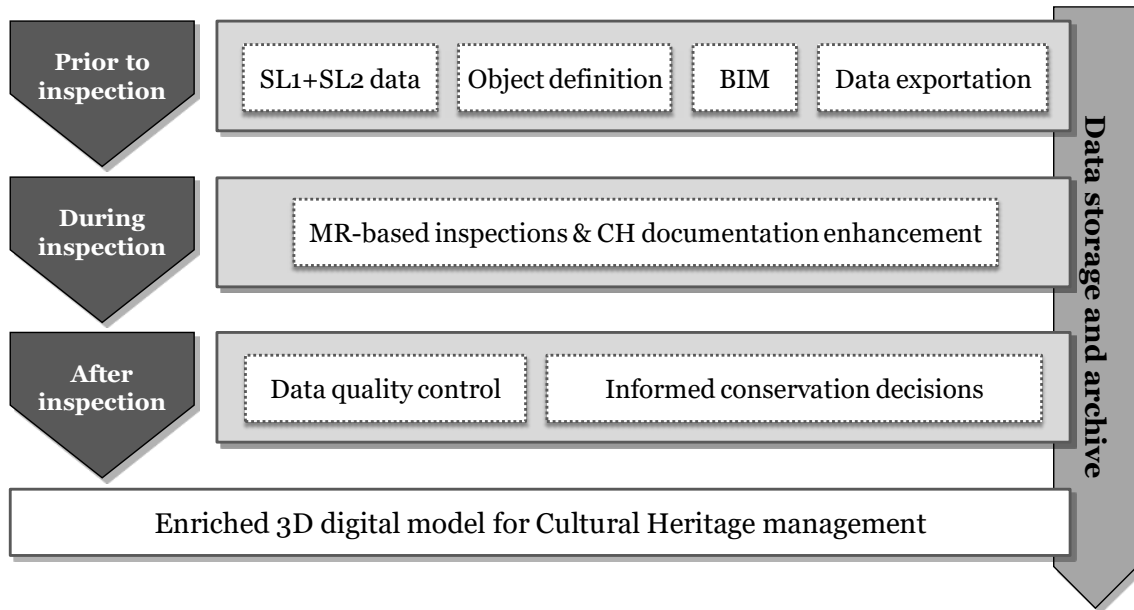 Prior to
inspection
SL1+SL2 data
Object definition
BIM
Data exportation
During
inspection
MR-based inspections & CH documentation enhancement
After
inspection
Data quality control
Informed conservation decisions
Enriched 3D digital model for Cultural Heritage management
Data storage and archive